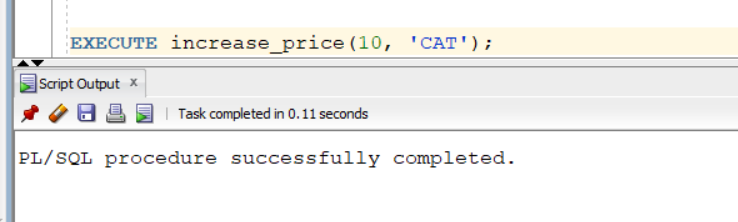 EXECUTE increase_price(10, 'CAT');
Script Output x
Task completed in 0.11 seconds
PL/SQL procedure successfully completed.